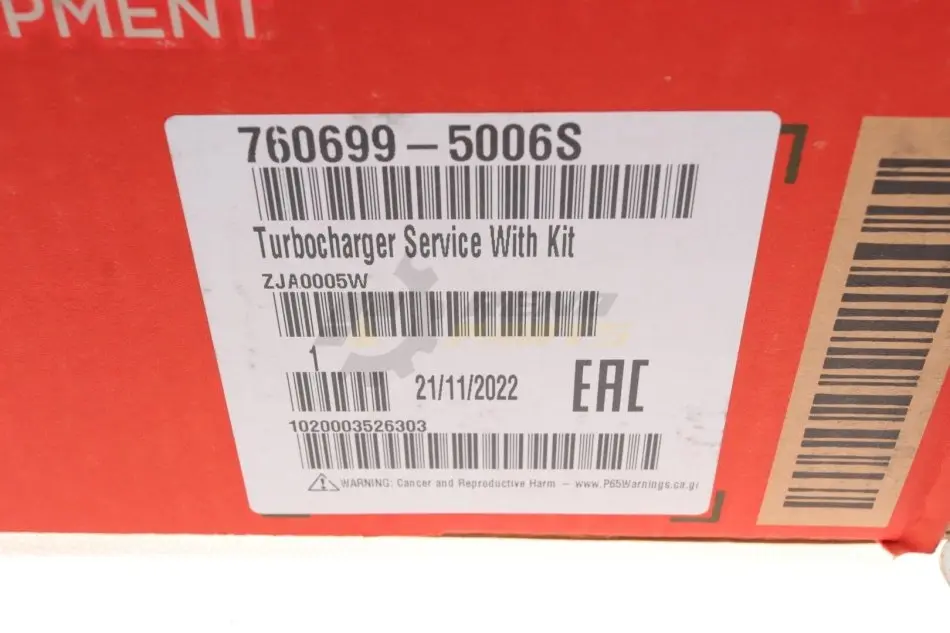 PMENT
760699-5006S
Turbocharger Service With Kit
ZJA0005W
1
21/11/2022
EAC
1020003526303
WARNING: Cancer and Reproductive Harm - www.P65Warnings.ca.g